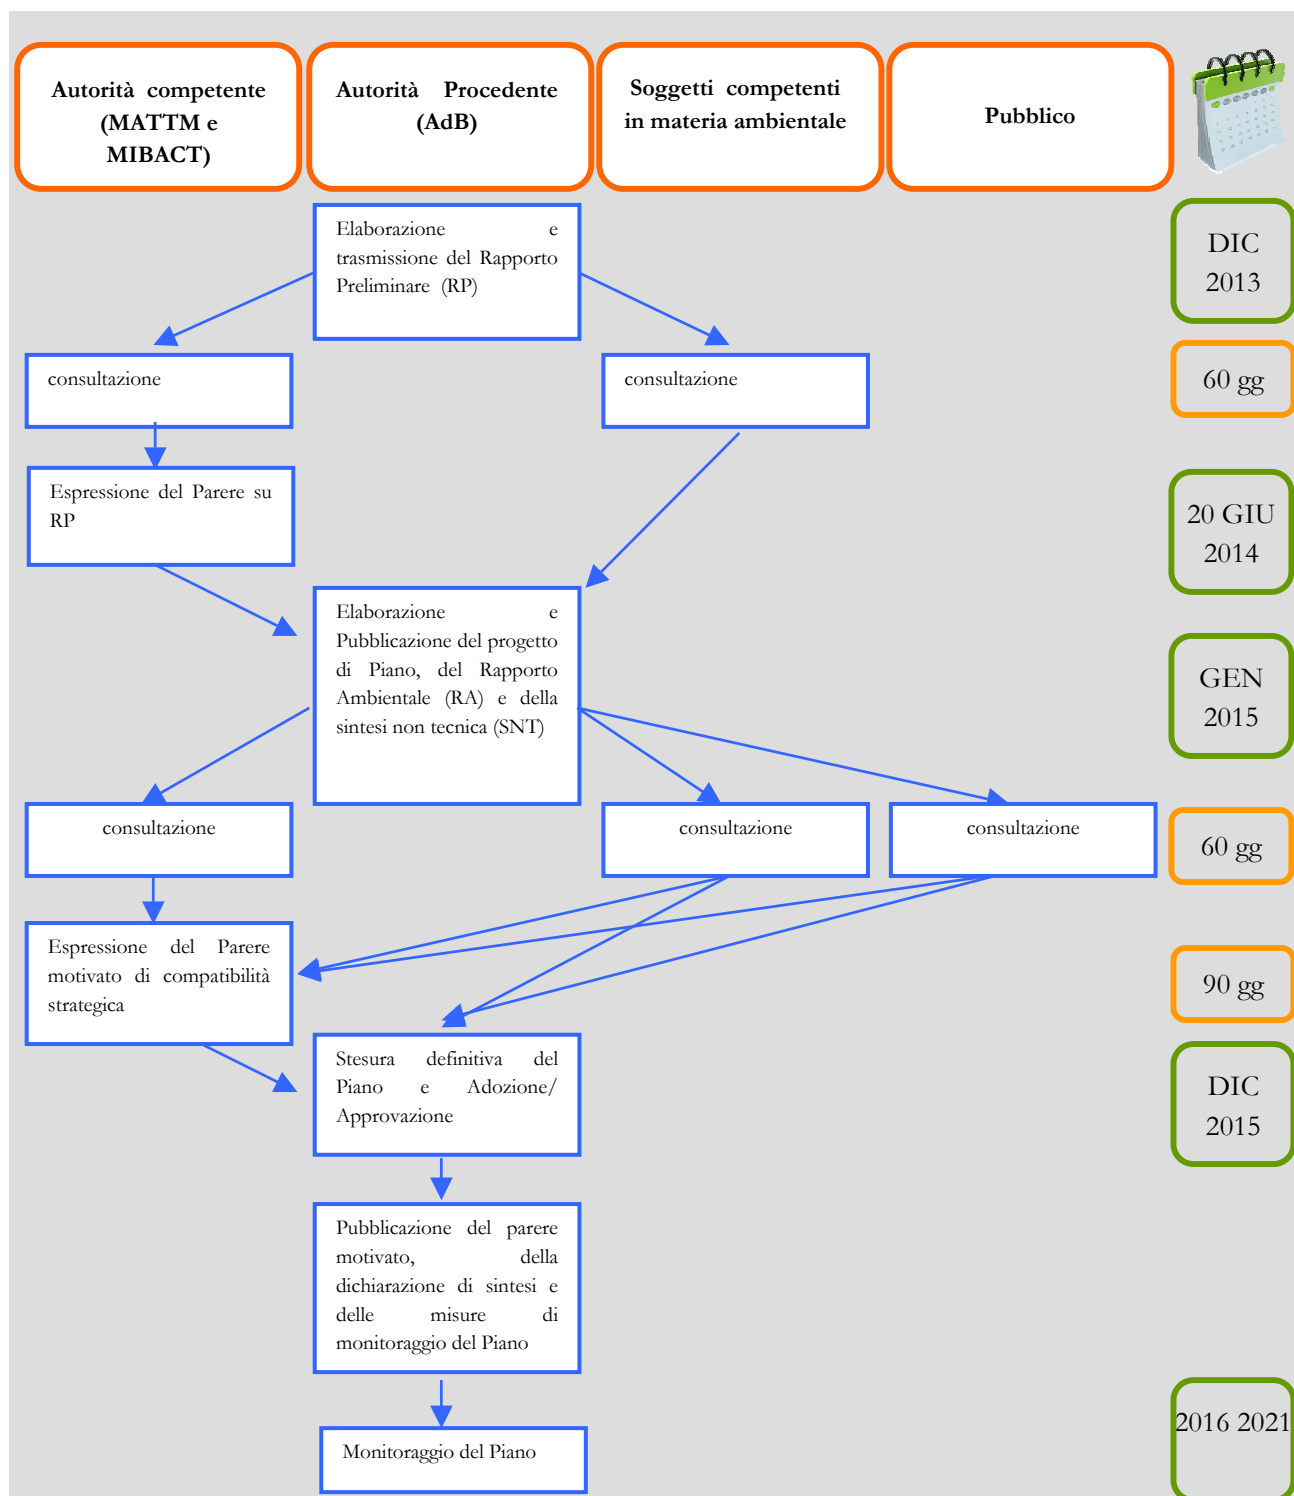 Autorità competente
(MATTM e
MIBACT)
Autorità Procedente
(AdB)
Soggetti competenti
in materia ambientale
Pubblico
Elaborazione e
trasmissione del Rapporto
Preliminare (RP)
DIC
2013
consultazione
consultazione
60 gg
Espressione del Parere su
RP
20 GIU
2014
Elaborazione e
Pubblicazione del progetto
di Piano, del Rapporto
Ambientale (RA) e della
sintesi non tecnica (SNT)
GEN
2015
consultazione
consultazione
consultazione
60 gg
Espressione del Parere
motivato di compatibilità
strategica
90 gg
Stesura definitiva del
Piano e Adozione/
Approvazione
DIC
2015
Pubblicazione del parere
motivato, della
dichiarazione di sintesi e
delle misure di
monitoraggio del Piano
Monitoraggio del Piano
2016 2021